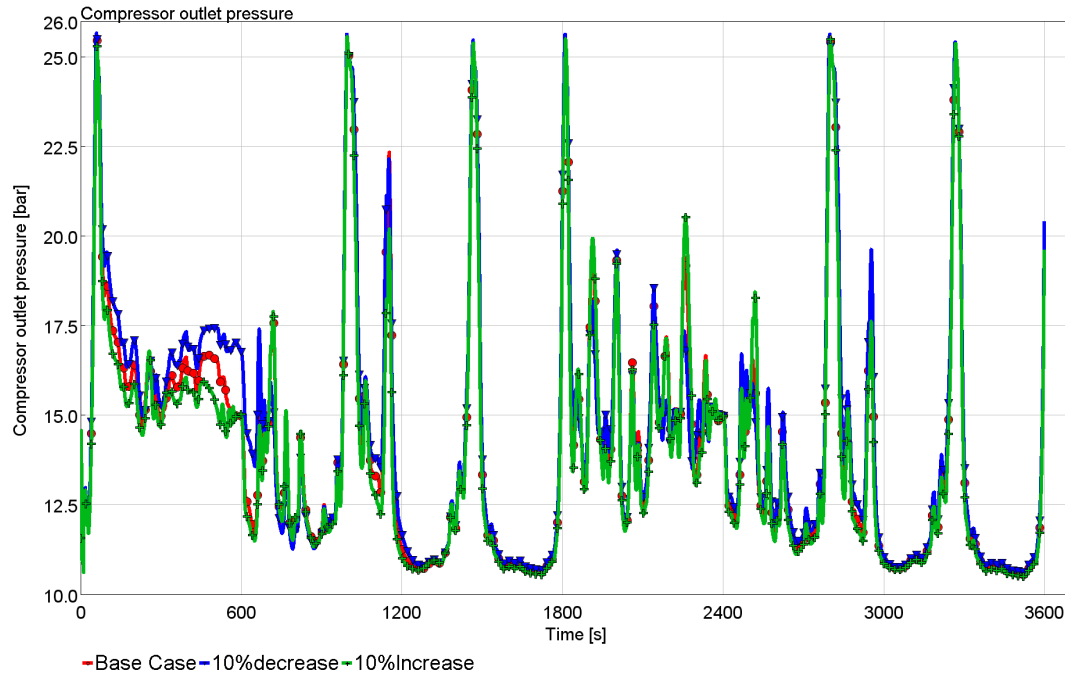 Compressor outlet pressure
Compressor outlet pressure [bar]
26.0
25.0
22.5
20.0
17.5
15.0
12.5
10.0
0 600 1200 1800 2400 3000 3600
Time [s]
Base Case 10%decrease 10%Increase